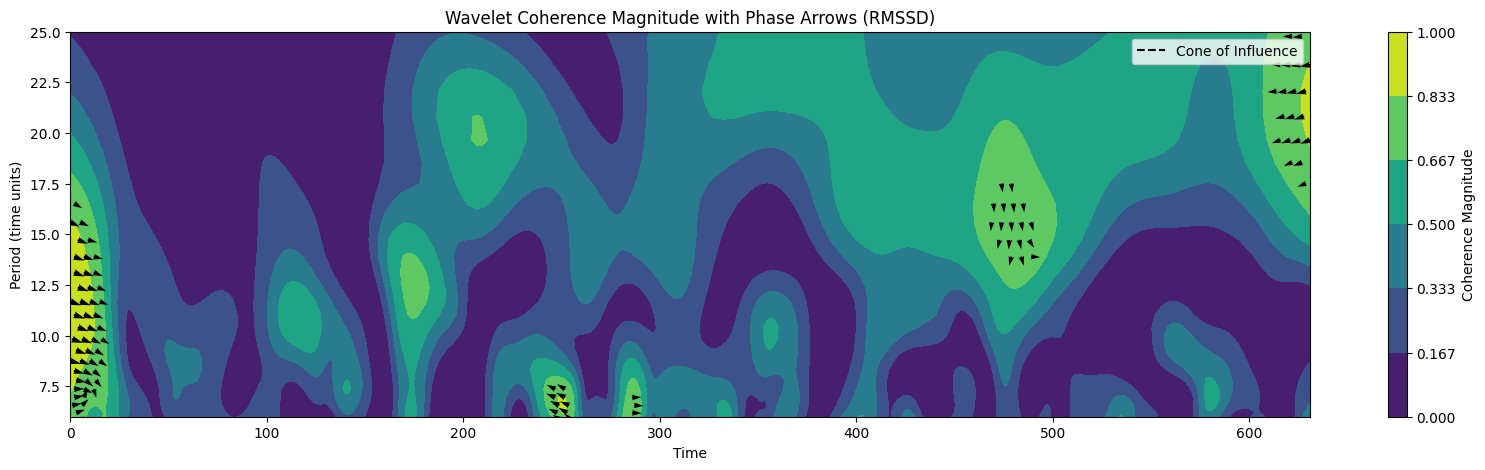 Wavelet Coherence Magnitude with Phase Arrows (RMSSD)
Cone of Influence
Period (time units)
25.0
22.5
20.0
17.5
15.0
12.5
10.0
7.5
0 100 200 300 400 500 600
Time
1.000
0.833
0.667
0.500
0.333
0.167
0.000
Coherence Magnitude